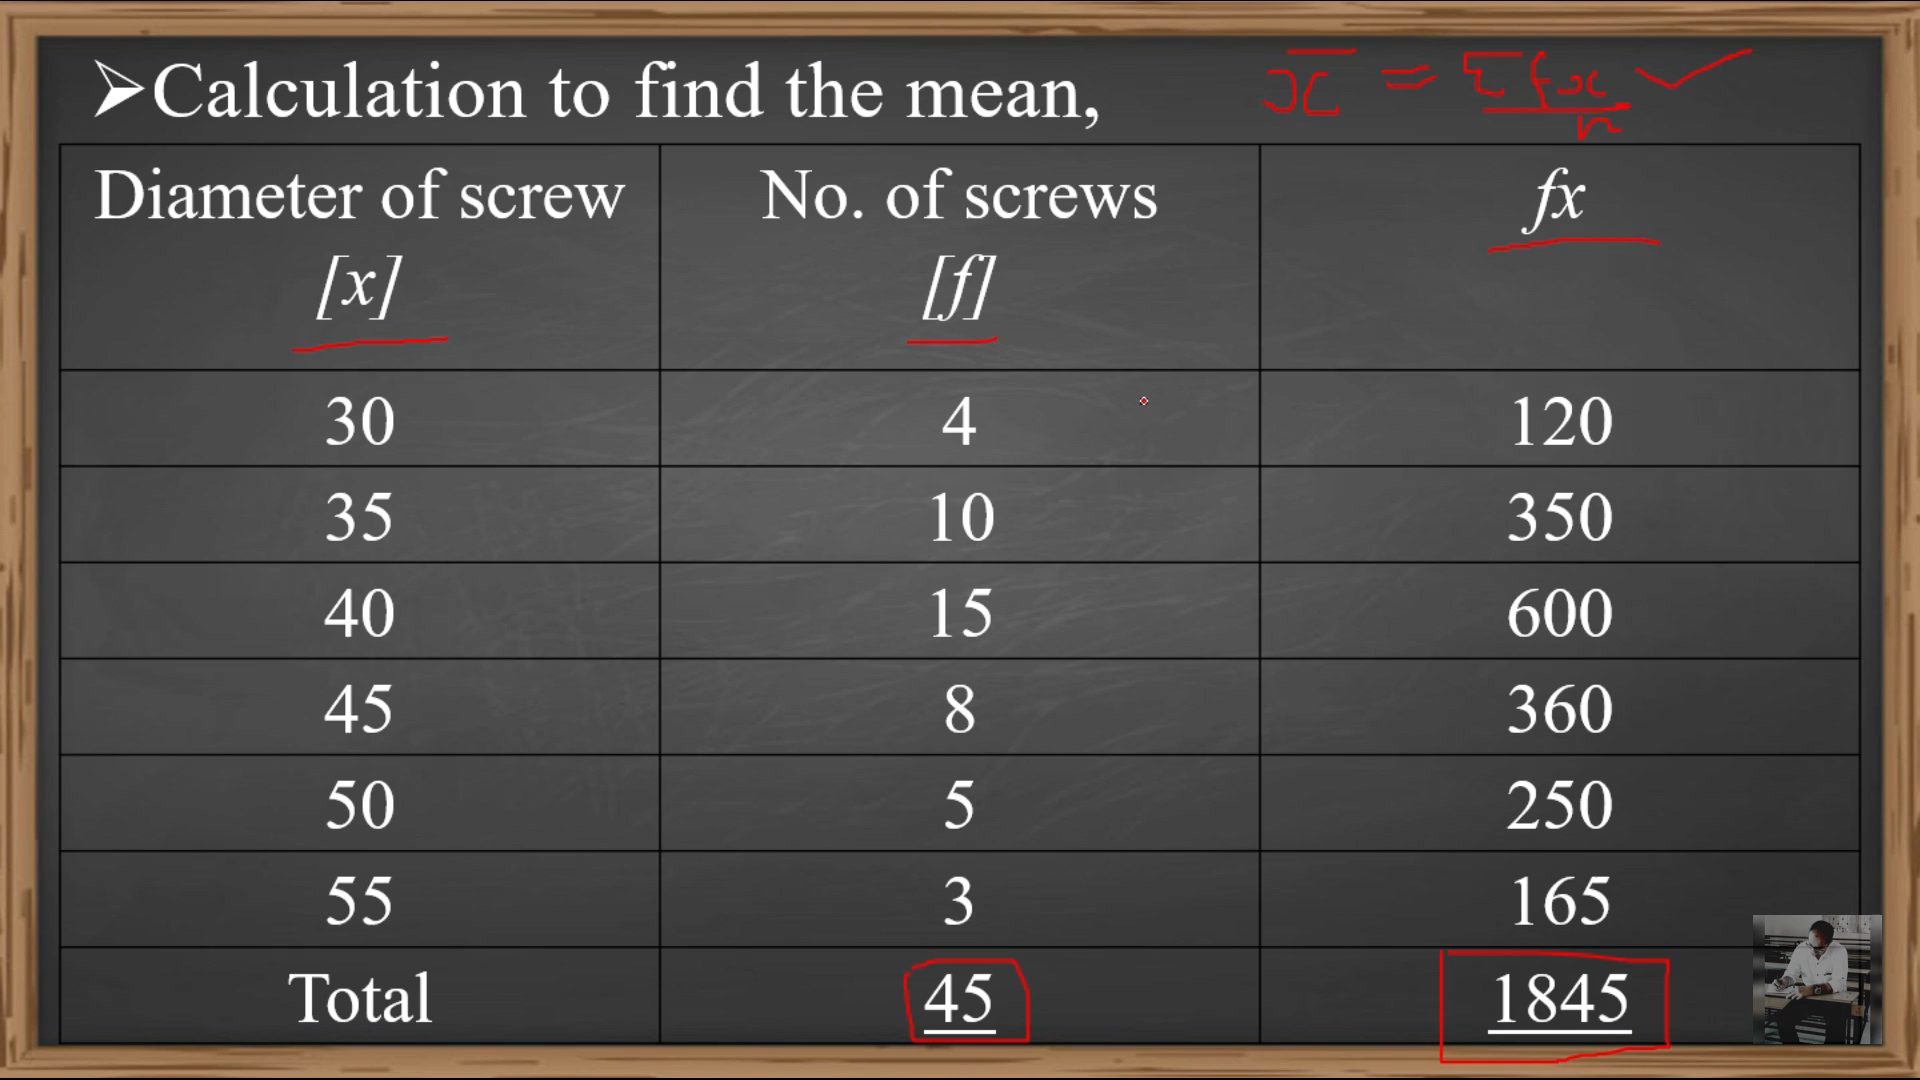 ➢Calculation to find the mean, x̄ = Σfx / n ✓
Diameter of screw No. of screws fx
[x] [f]
30 4 120
35 10 350
40 15 600
45 8 360
50 5 250
55 3 165
Total 45 1845